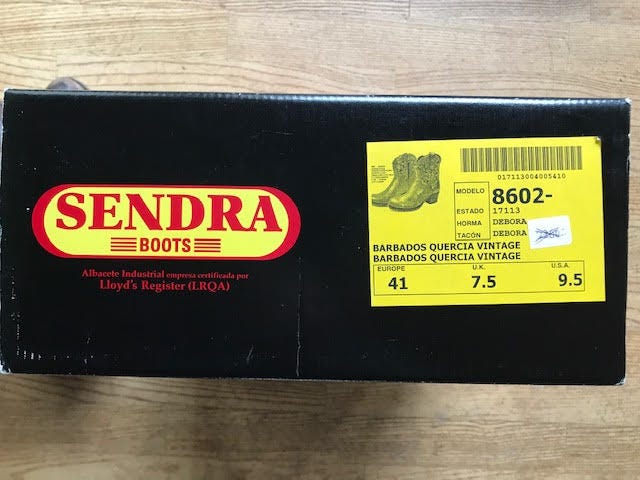 SENDRA
BOOTS
Albacete Industrial empresa certificada por
Lloyd's Register (LRQA)
017113004005410
MODELO 8602-
ESTADO 17113
HORMA DEBORA
TACÓN DEBORA
BARBADOS QUERCIA VINTAGE
BARBADOS QUERCIA VINTAGE
EUROPE U.K. U.S.A.
41 7.5 9.5